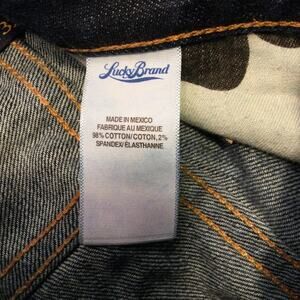 Lucky Brand
MADE IN MEXICO
FABRIQUE AU MEXIQUE
98% COTTON/COTON, 2%
SPANDEX/ELASTHANNE